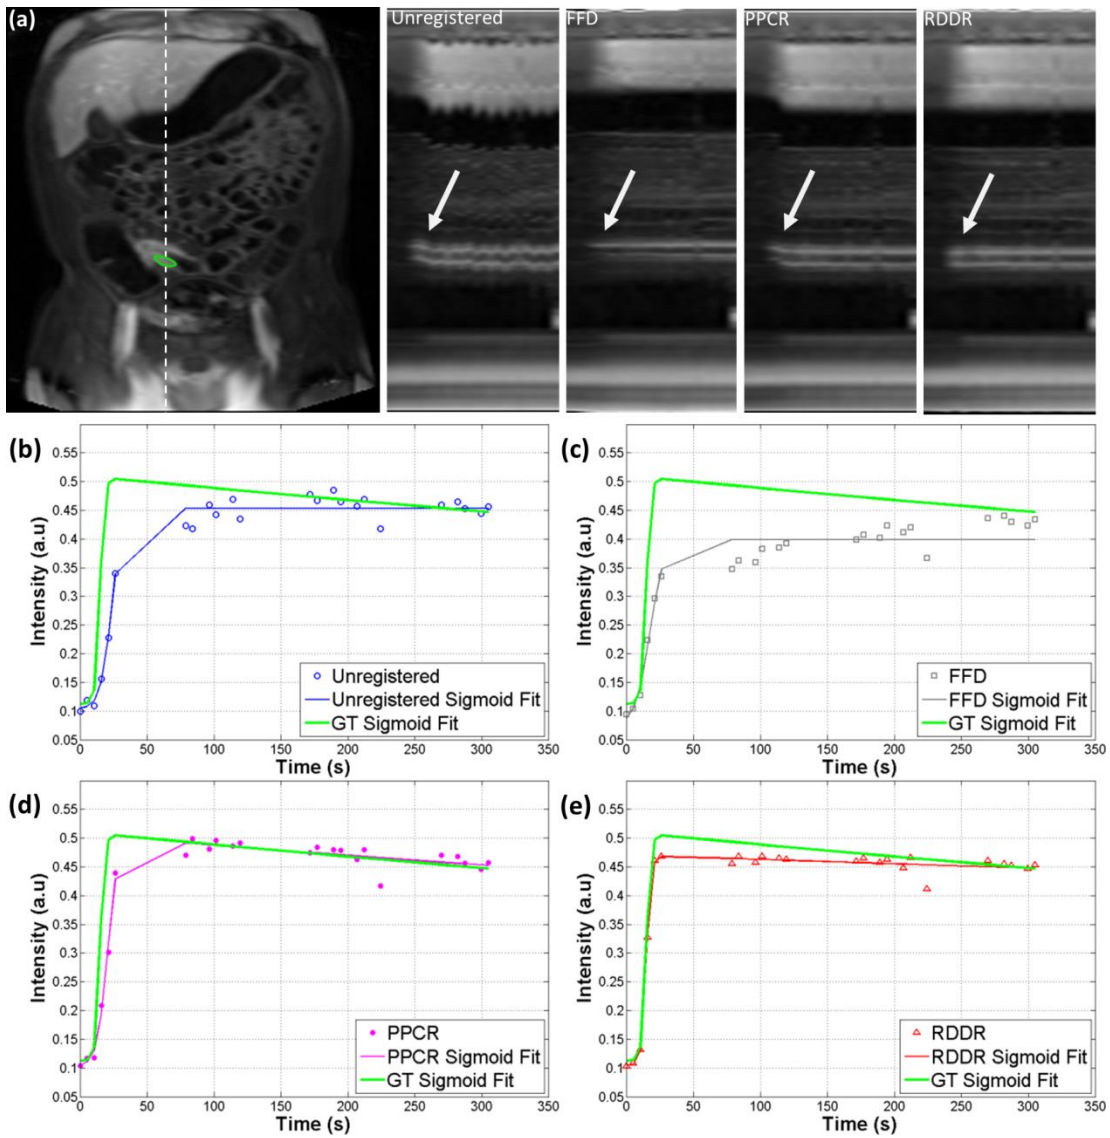 (a)
Unregistered
FFD
PPCR
RDDR
(b)
Intensity (a.u)
0.55
0.5
0.45
0.4
0.35
0.3
0.25
0.2
0.15
0.1
0.05
0 50 100 150 200 250 300 350
Time (s)
Unregistered
Unregistered Sigmoid Fit
GT Sigmoid Fit
(c)
Intensity (a.u)
0.55
0.5
0.45
0.4
0.35
0.3
0.25
0.2
0.15
0.1
0.05
0 50 100 150 200 250 300 350
Time (s)
FFD
FFD Sigmoid Fit
GT Sigmoid Fit
(d)
Intensity (a.u)
0.55
0.5
0.45
0.4
0.35
0.3
0.25
0.2
0.15
0.1
0.05
0 50 100 150 200 250 300 350
Time (s)
PPCR
PPCR Sigmoid Fit
GT Sigmoid Fit
(e)
Intensity (a.u)
0.55
0.5
0.45
0.4
0.35
0.3
0.25
0.2
0.15
0.1
0.05
0 50 100 150 200 250 300 350
Time (s)
RDDR
RDDR Sigmoid Fit
GT Sigmoid Fit